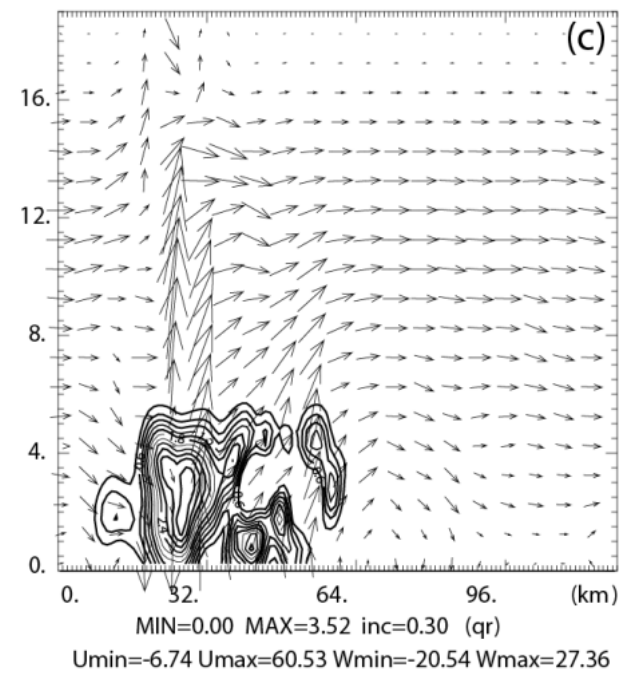 (c)
16.
12.
8.
4.
0.
0. 32. 64. 96. (km)
MIN=0.00 MAX=3.52 inc=0.30 (qr)
Umin=-6.74 Umax=60.53 Wmin=-20.54 Wmax=27.36